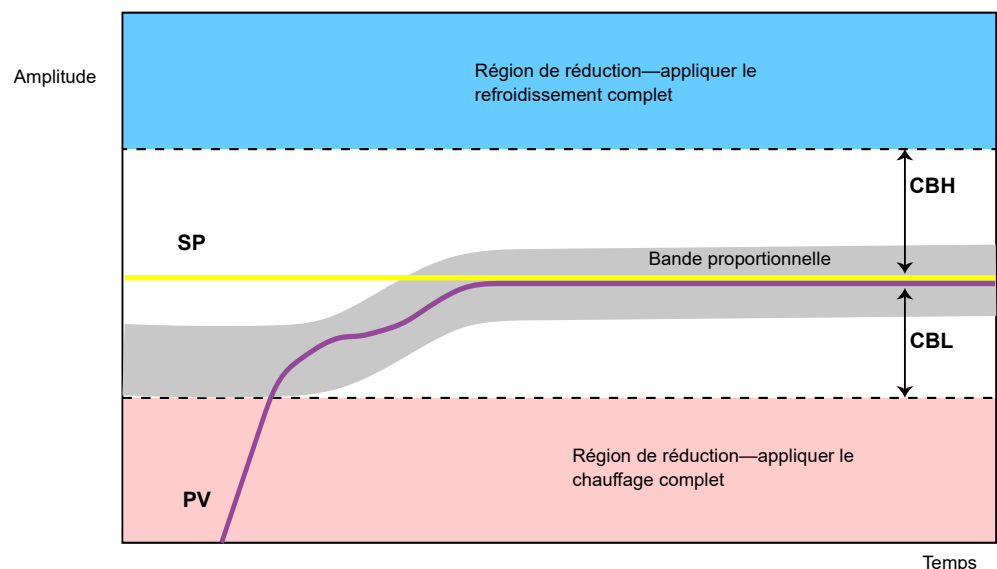 Amplitude
Région de réduction—appliquer le
refroidissement complet
CBH
SP
Bande proportionnelle
CBL
Région de réduction—appliquer le
chauffage complet
PV
Temps